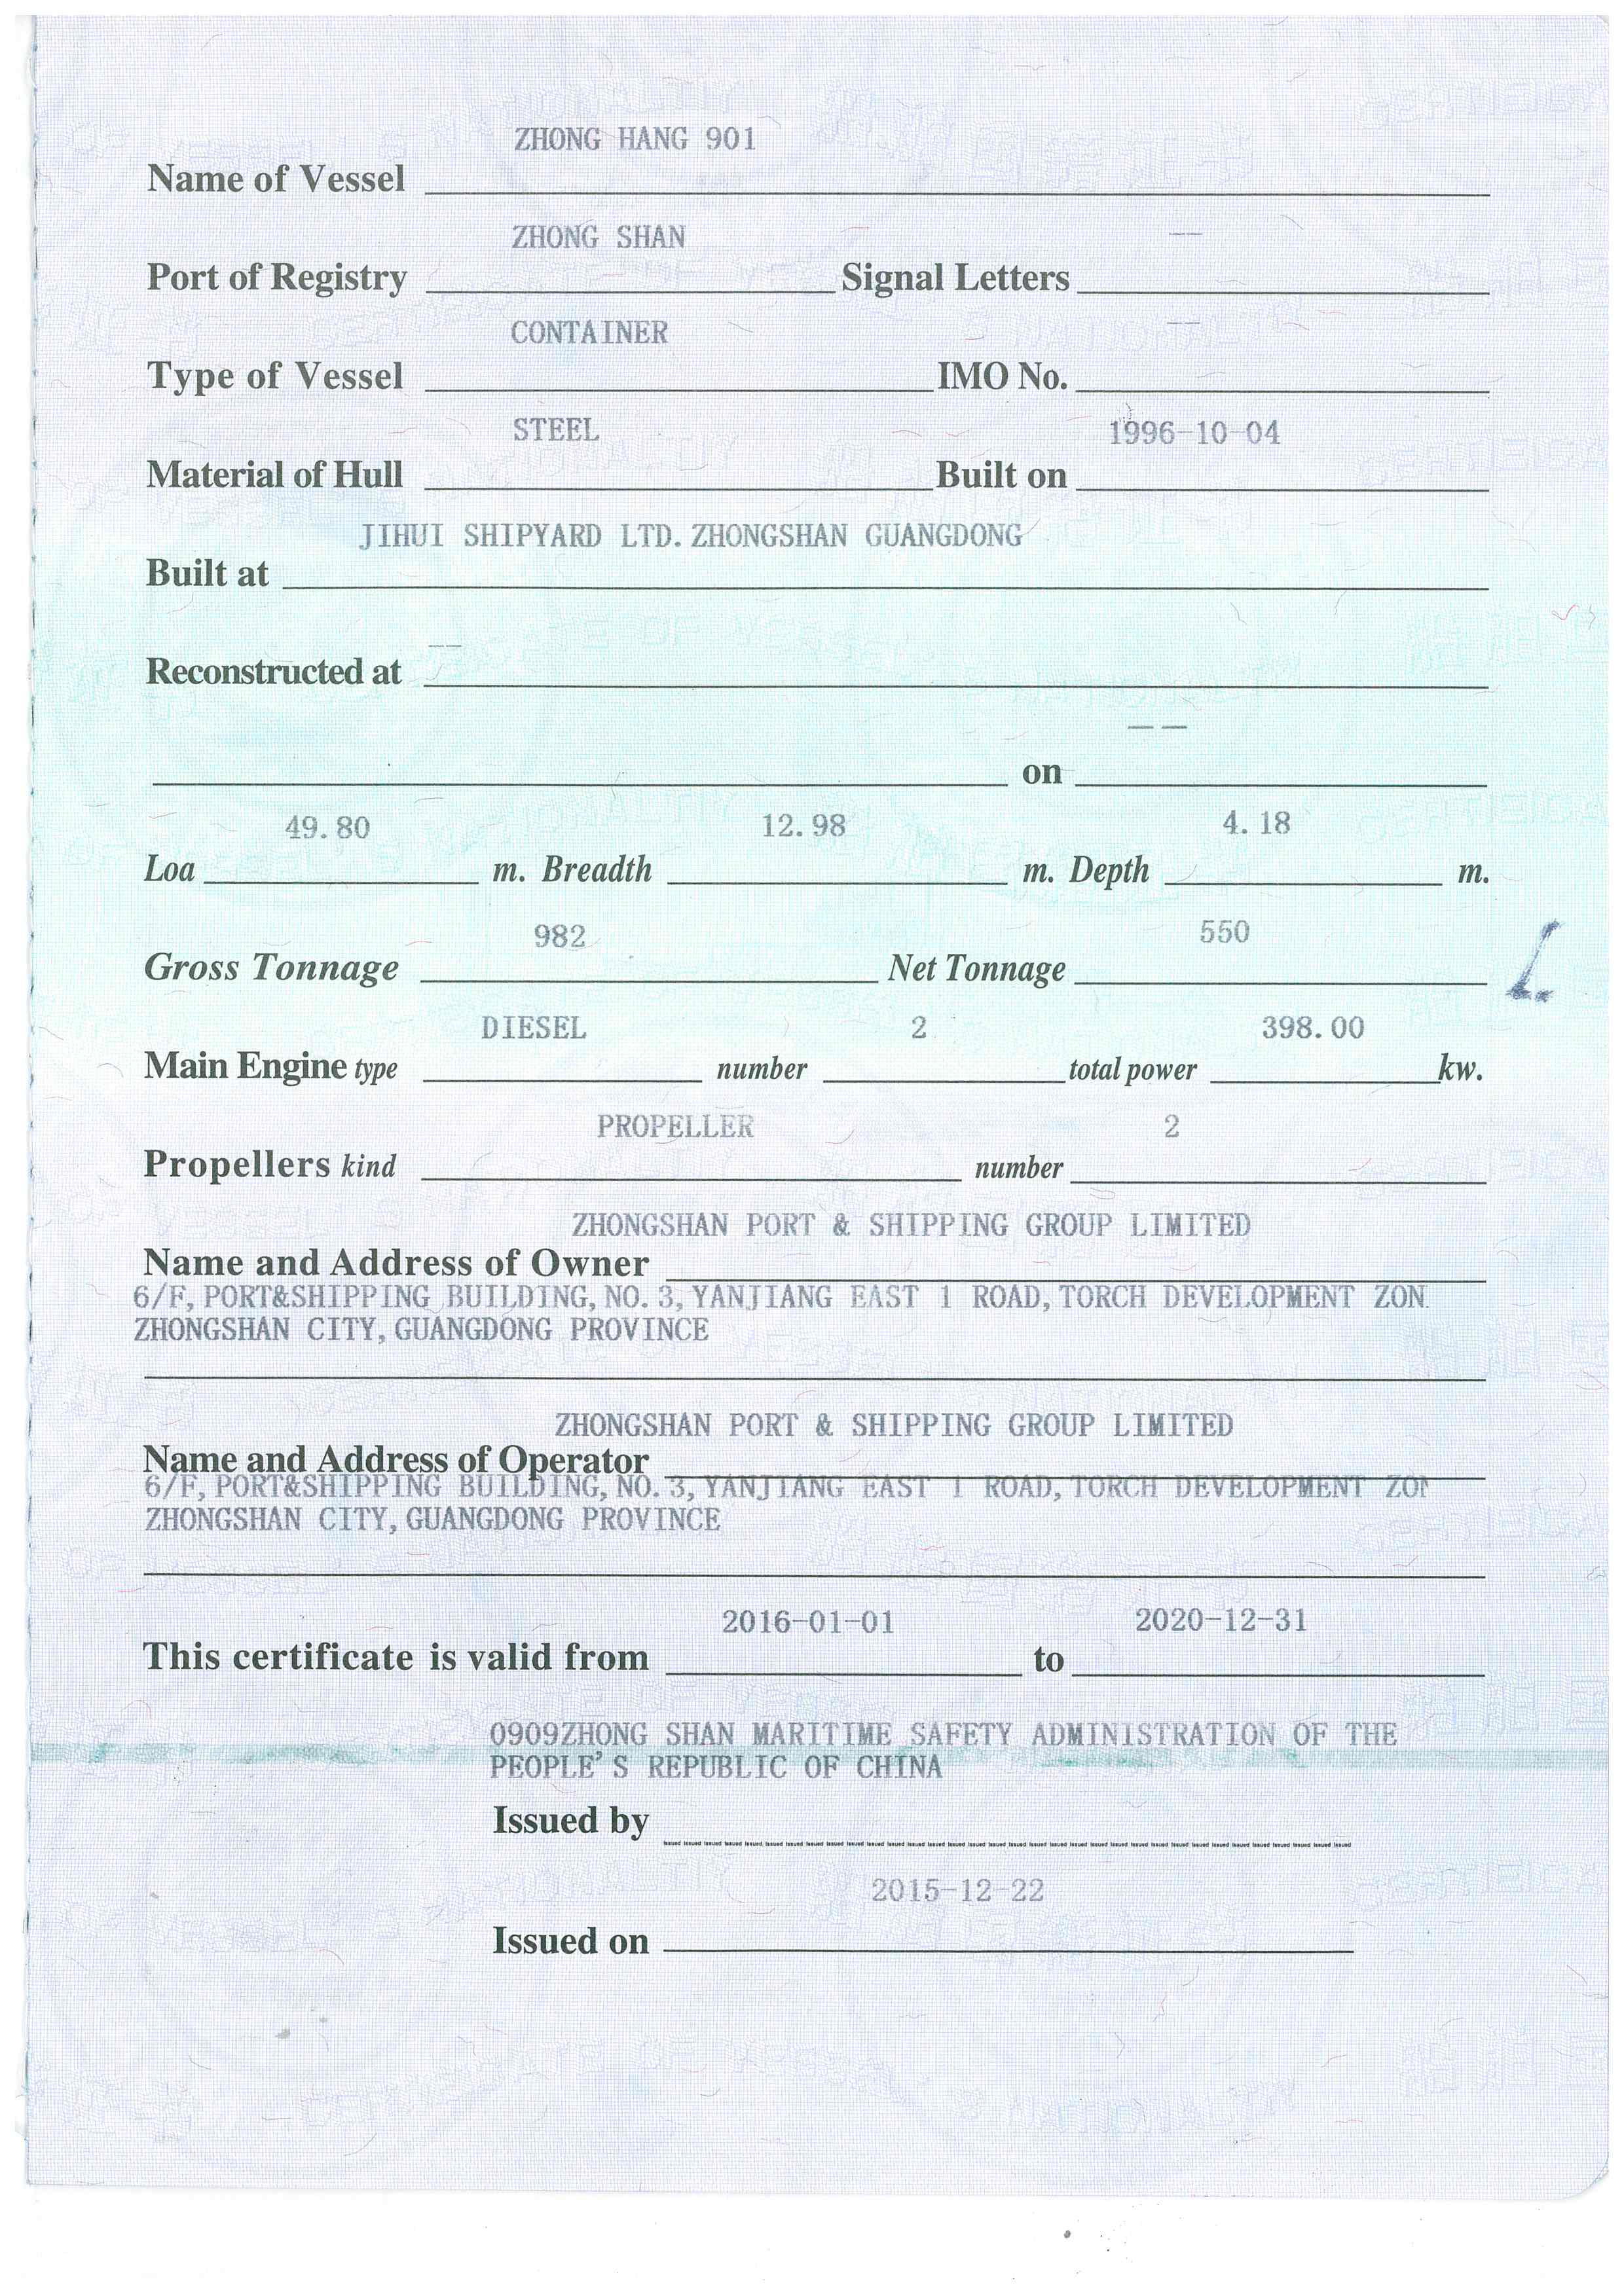 ZHONG HANG 901
Name of Vessel
ZHONG SHAN — —
Port of Registry Signal Letters
CONTAINER — —
Type of Vessel IMO No.
STEEL 1996-10-04
Material of Hull Built on
JIHUI SHIPYARD LTD. ZHONGSHAN GUANGDONG
Built at
— —
Reconstructed at
— —
on
49.80 12.98 4.18
Loa m. Breadth m. Depth m.
982 550
Gross Tonnage Net Tonnage
DIESEL 2 398.00
Main Engine type number total power kw.
PROPELLER 2
Propellers kind number
ZHONGSHAN PORT & SHIPPING GROUP LIMITED
Name and Address of Owner
6/F, PORT&SHIPPING BUILDING, NO. 3, YANJIANG EAST 1 ROAD, TORCH DEVELOPMENT ZON
ZHONGSHAN CITY, GUANGDONG PROVINCE
ZHONGSHAN PORT & SHIPPING GROUP LIMITED
Name and Address of Operator
6/F, PORT&SHIPPING BUILDING, NO. 3, YANJIANG EAST 1 ROAD, TORCH DEVELOPMENT ZON
ZHONGSHAN CITY, GUANGDONG PROVINCE
2016-01-01 2020-12-31
This certificate is valid from to
0909ZHONG SHAN MARITIME SAFETY ADMINISTRATION OF THE
PEOPLE'S REPUBLIC OF CHINA
Issued by
2015-12-22
Issued on